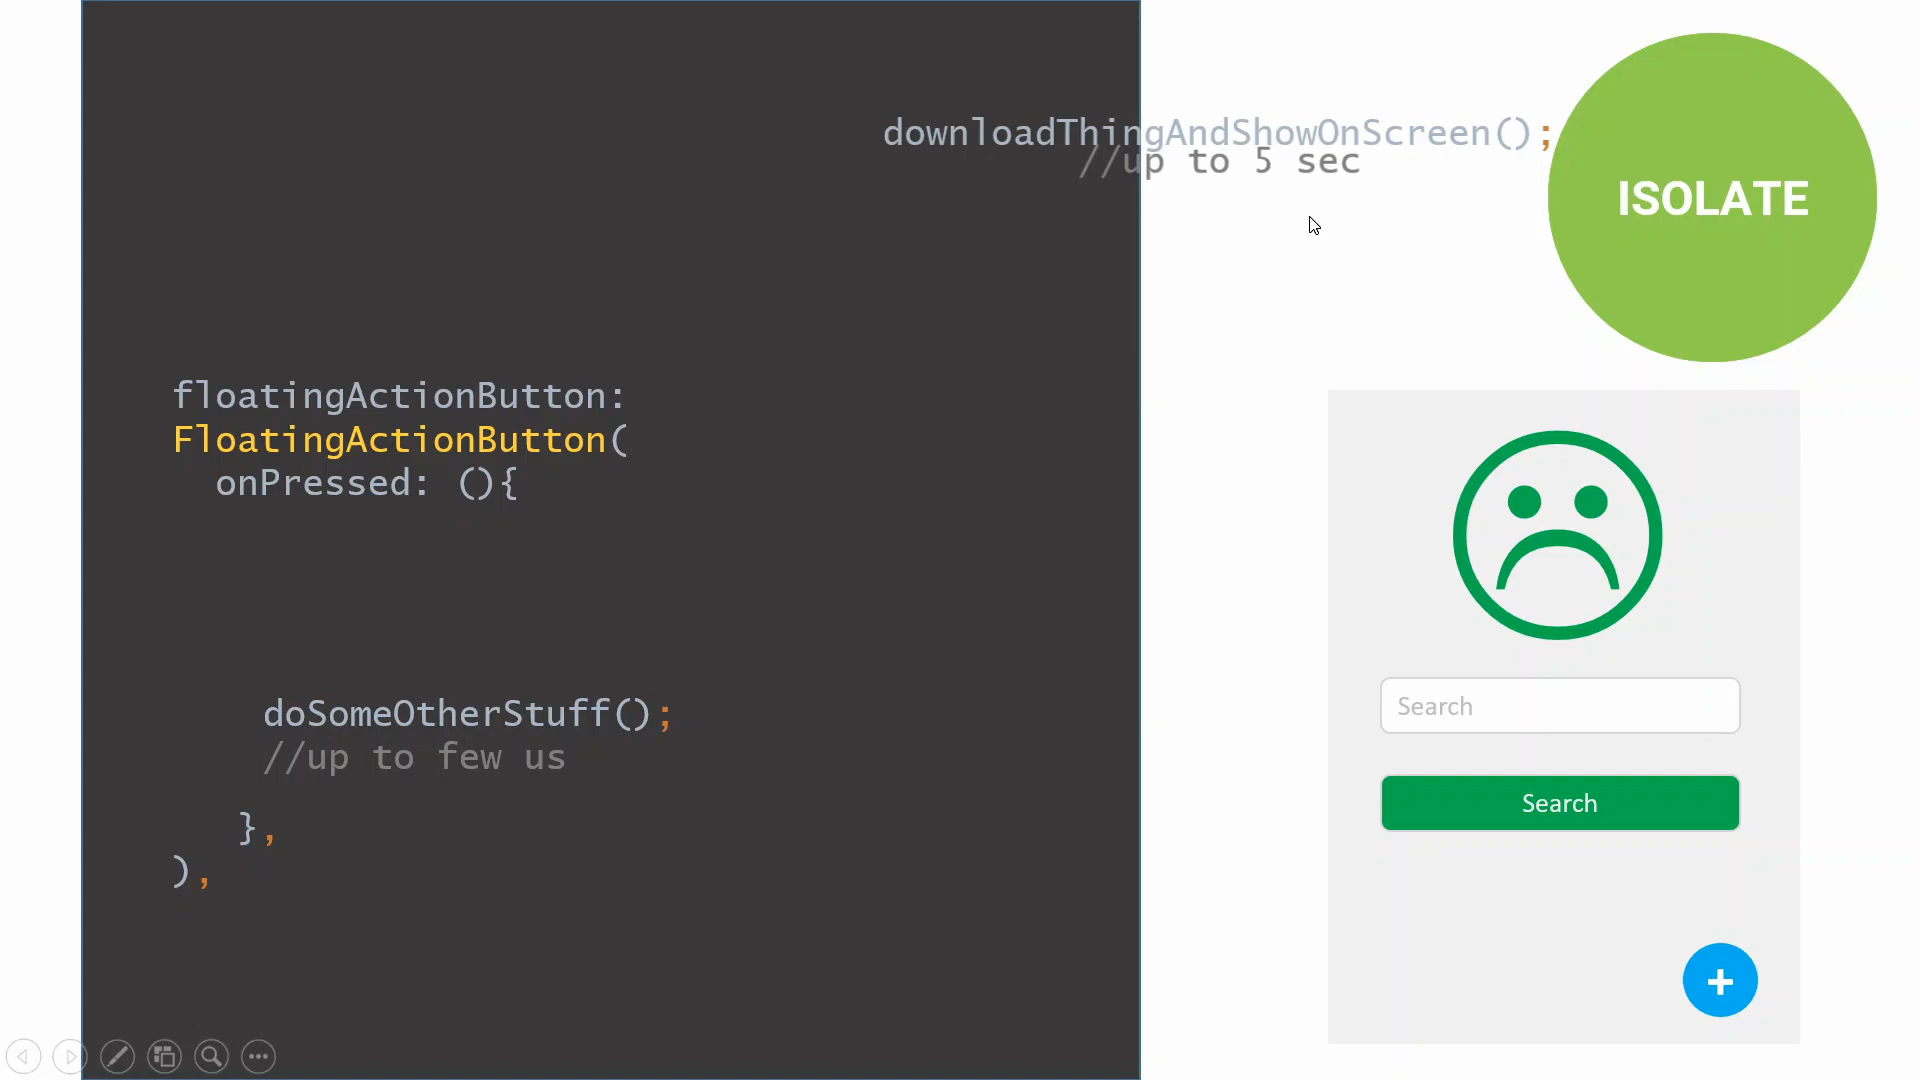 downloadThingAndShowOnScreen();
//up to 5 sec
ISOLATE
floatingActionButton:
FloatingActionButton(
onPressed: (){
doSomeOtherStuff();
//up to few us
},
),
Search
Search
+